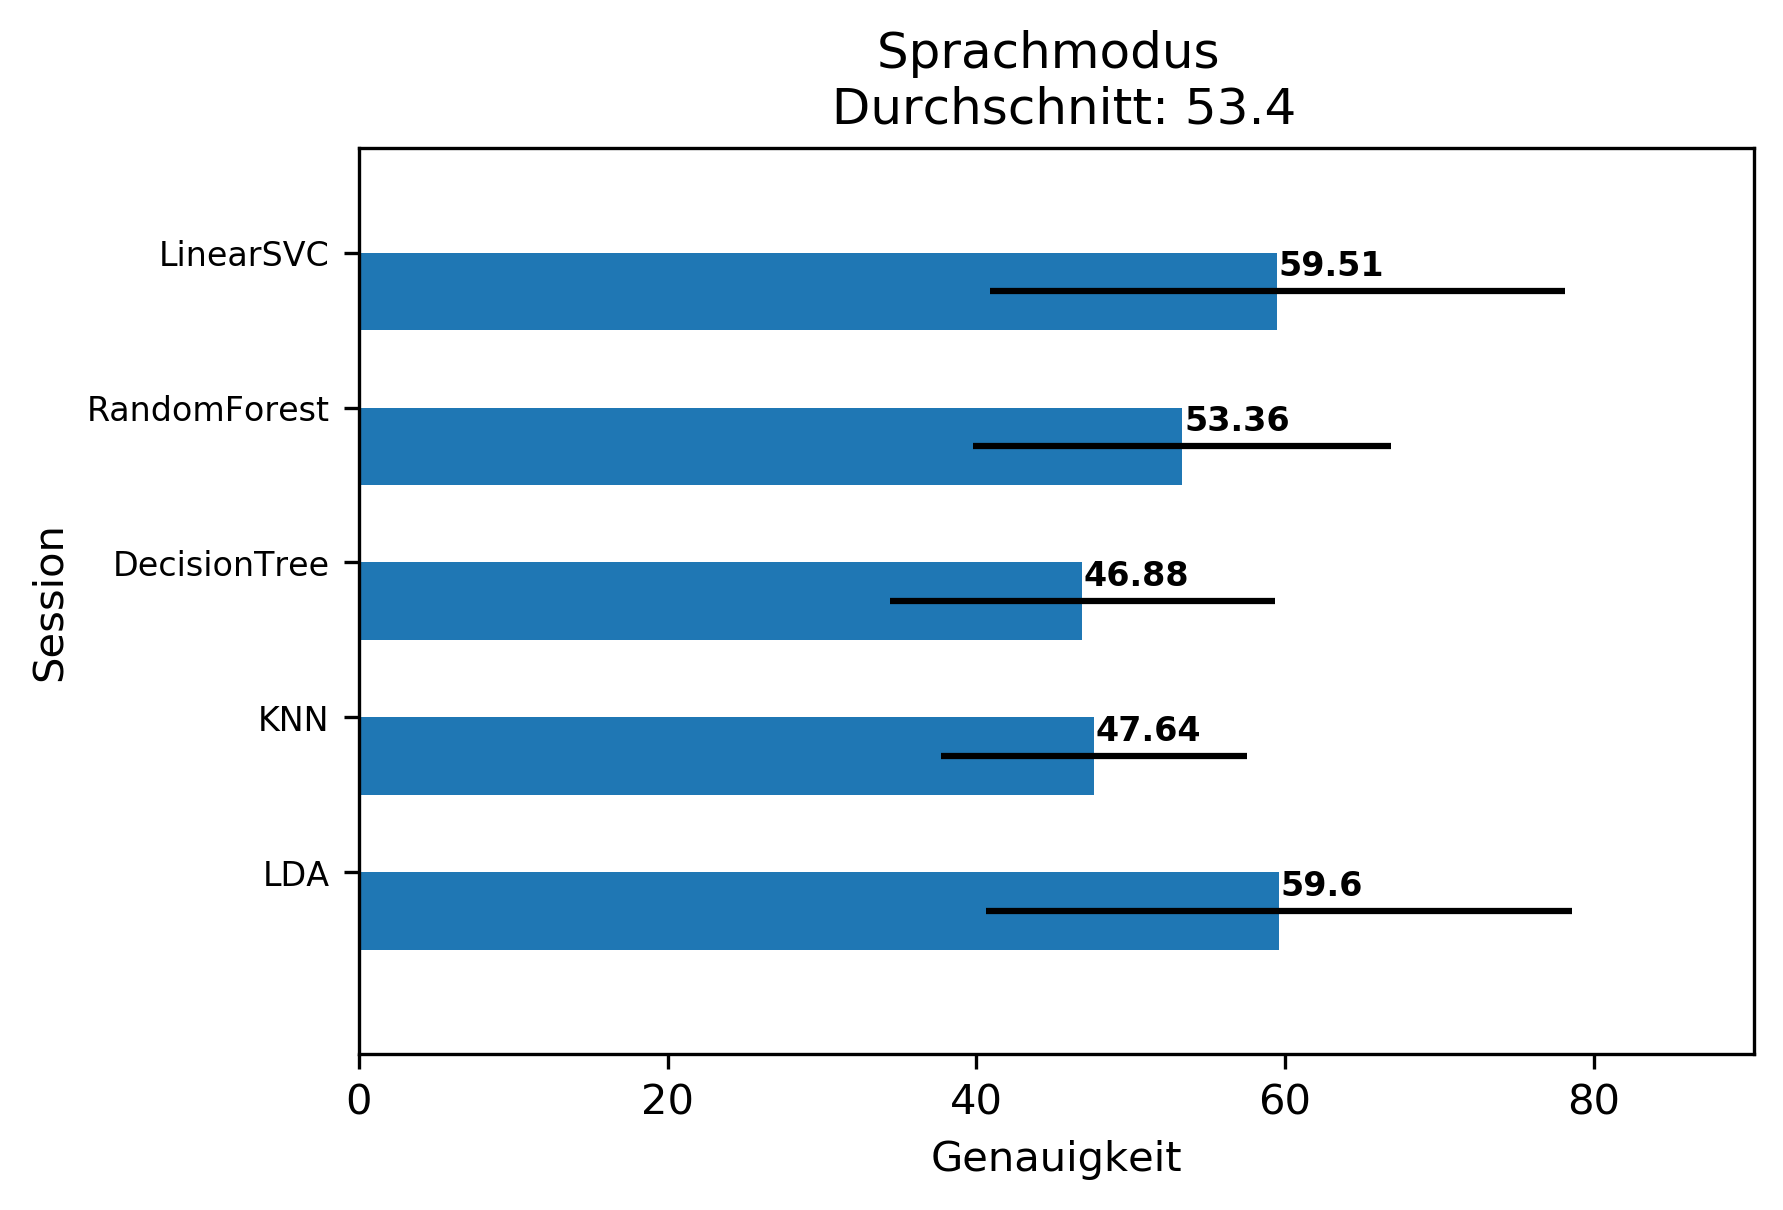 Sprachmodus
Durchschnitt: 53.4
LinearSVC
59.51
RandomForest
53.36
DecisionTree
46.88
KNN
47.64
LDA
59.6
Session
0 20 40 60 80
Genauigkeit